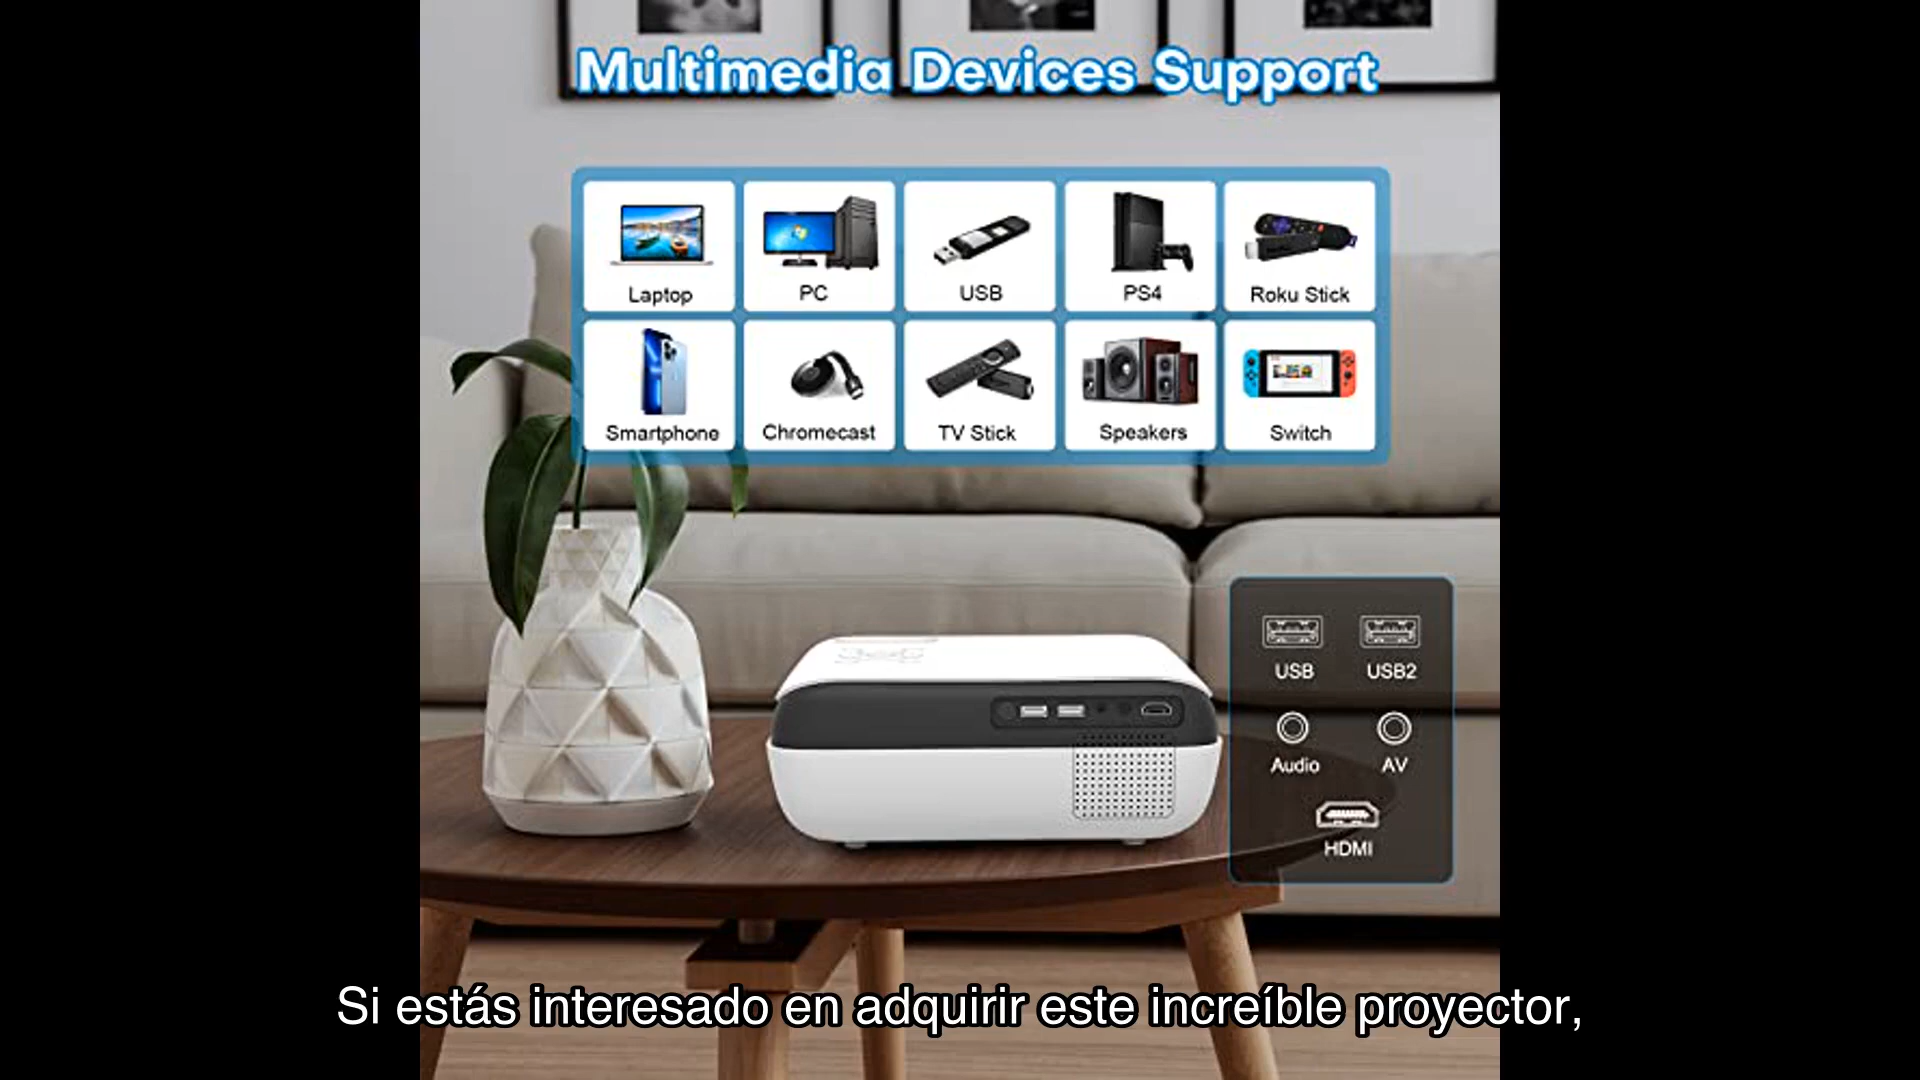 Multimedia Devices Support
Laptop
PC
USB
PS4
Roku Stick
Smartphone
Chromecast
TV Stick
Speakers
Switch
USB
USB2
Audio
AV
HDMI
Si estás interesado en adquirir este increíble proyector,